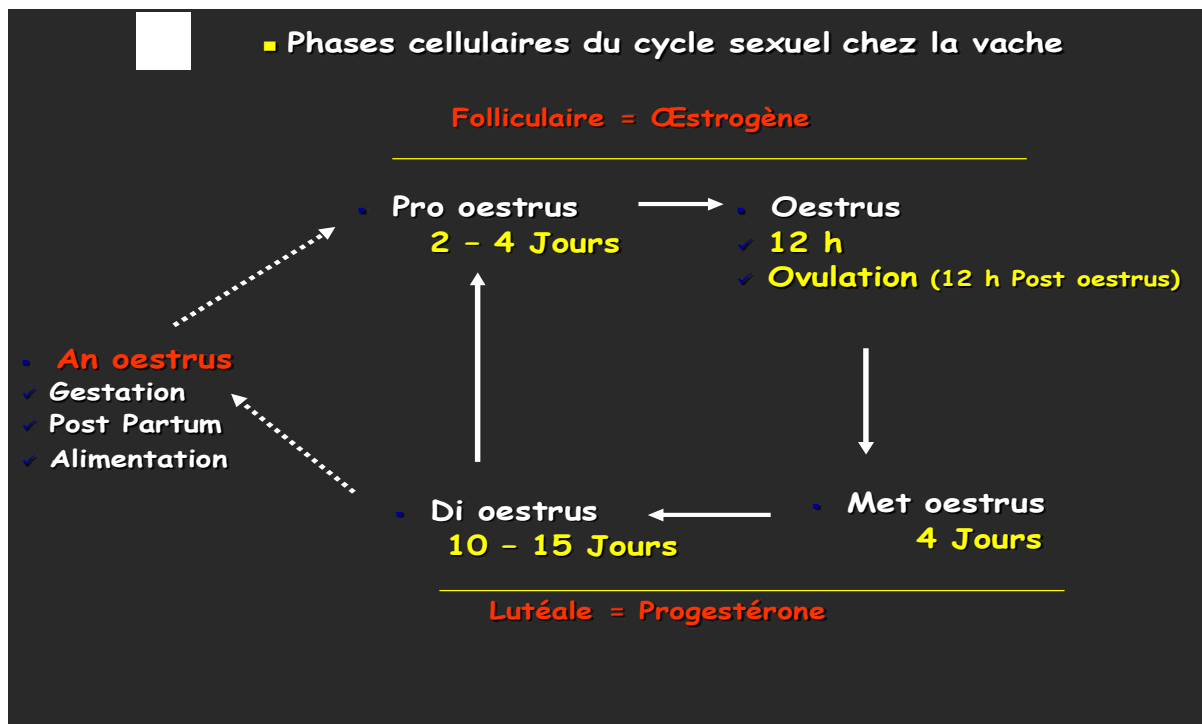 Phases cellulaires du cycle sexuel chez la vache
Folliculaire = Œstrogène
Pro oestrus
2 – 4 Jours
Oestrus
12 h
Ovulation (12 h Post oestrus)
An oestrus
Gestation
Post Partum
Alimentation
Di oestrus
10 – 15 Jours
Met oestrus
4 Jours
Lutéale = Progestérone